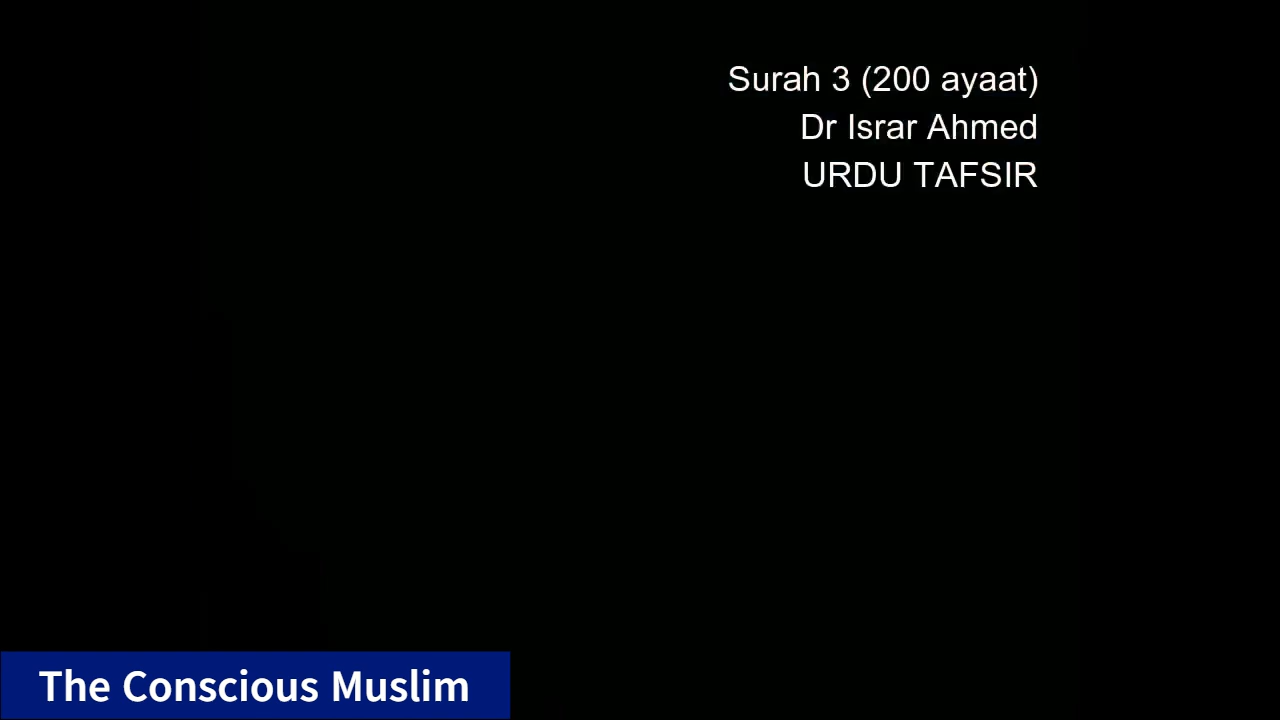 Surah 3 (200 ayaat)
Dr Israr Ahmed
URDU TAFSIR
The Conscious Muslim